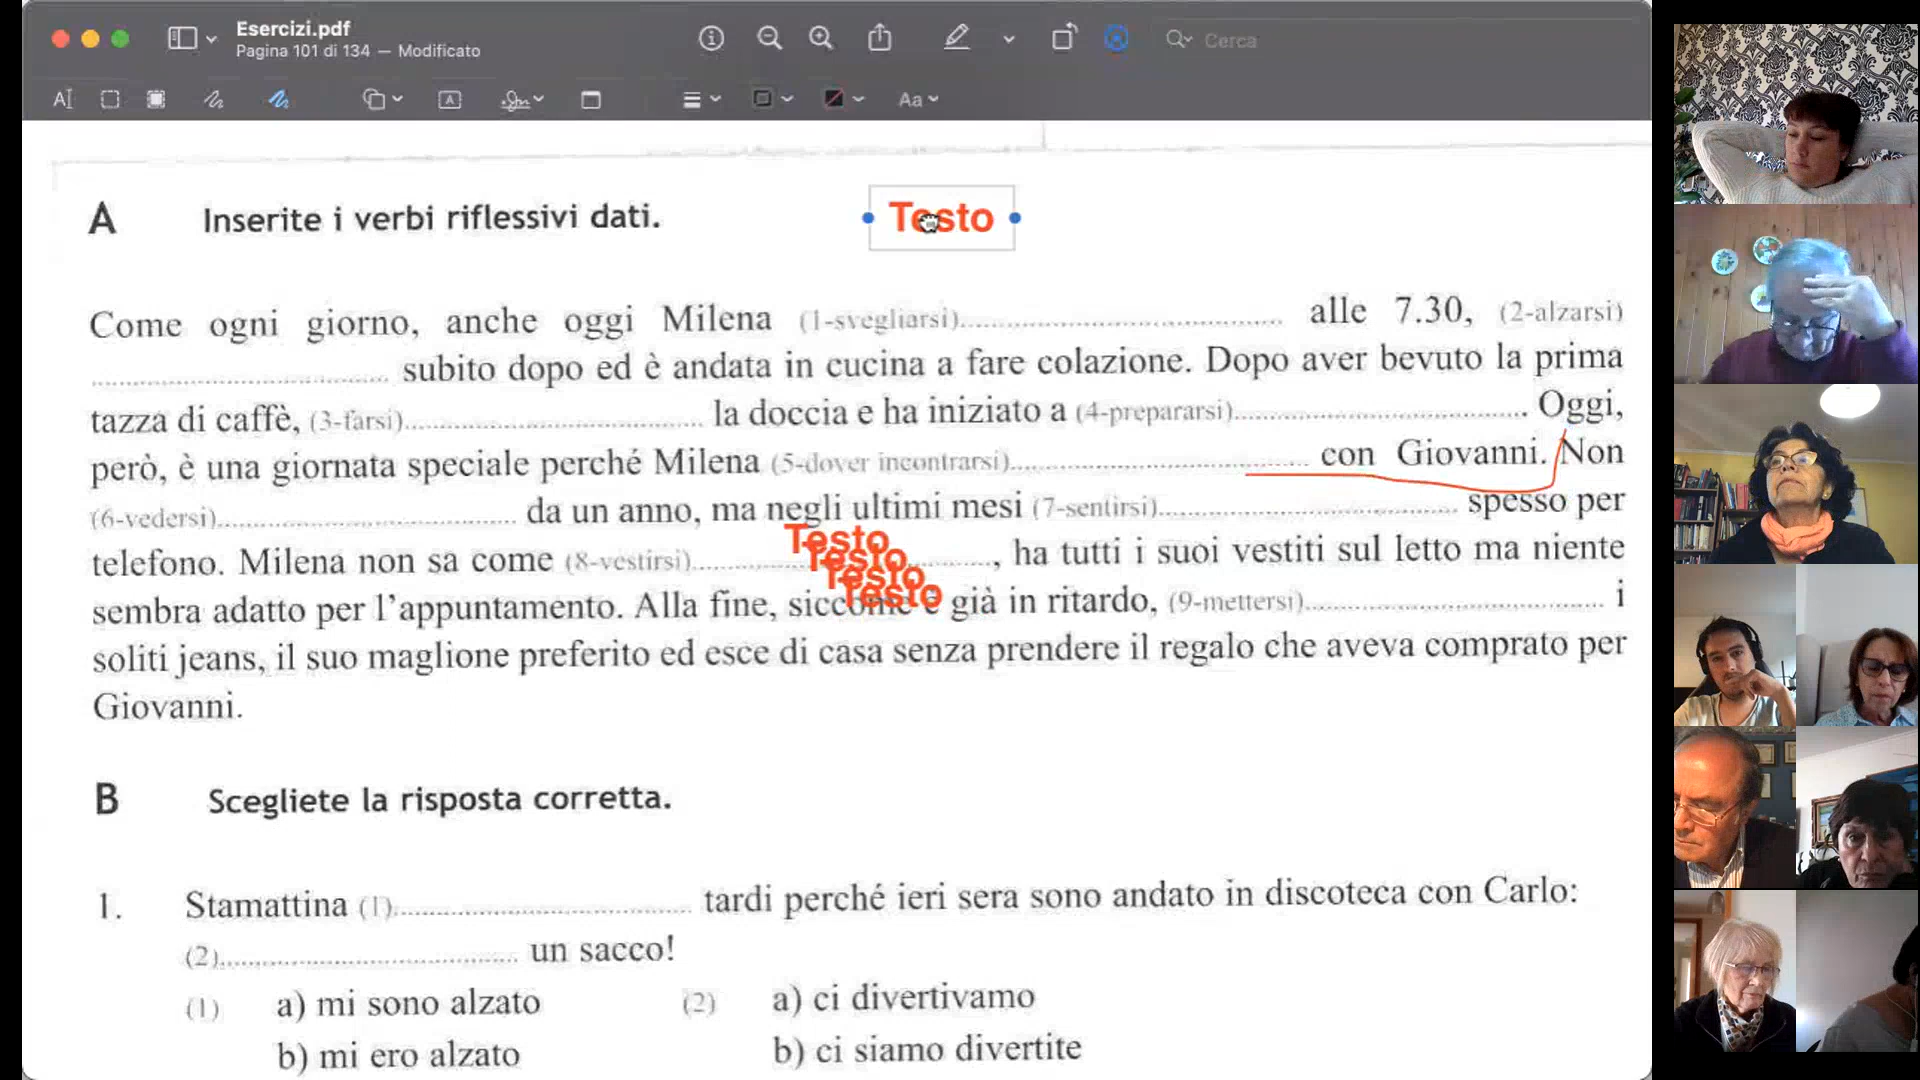 Esercizi.pdf
Pagina 101 di 134 — Modificato
Cerca
Aa
A Inserite i verbi riflessivi dati.
Testo
Come ogni giorno, anche oggi Milena (1-svegliarsi)................................ alle 7.30, (2-alzarsi)
................................ subito dopo ed è andata in cucina a fare colazione. Dopo aver bevuto la prima
tazza di caffè, (3-farsi)................................ la doccia e ha iniziato a (4-prepararsi)................................. Oggi,
però, è una giornata speciale perché Milena (5-dover incontrarsi)................................ con Giovanni. Non
(6-vedersi)................................ da un anno, ma negli ultimi mesi (7-sentirsi)................................ spesso per
Testo
telefono. Milena non sa come (8-vestirsi)................................, ha tutti i suoi vestiti sul letto ma niente
Testo
Testo
Testo
sembra adatto per l'appuntamento. Alla fine, siccome è già in ritardo, (9-mettersi)................................ i
soliti jeans, il suo maglione preferito ed esce di casa senza prendere il regalo che aveva comprato per
Giovanni.
B Scegliete la risposta corretta.
1. Stamattina (1)................................ tardi perché ieri sera sono andato in discoteca con Carlo:
(2)................................ un sacco!
(1) a) mi sono alzato (2) a) ci divertivamo
b) mi ero alzato b) ci siamo divertite